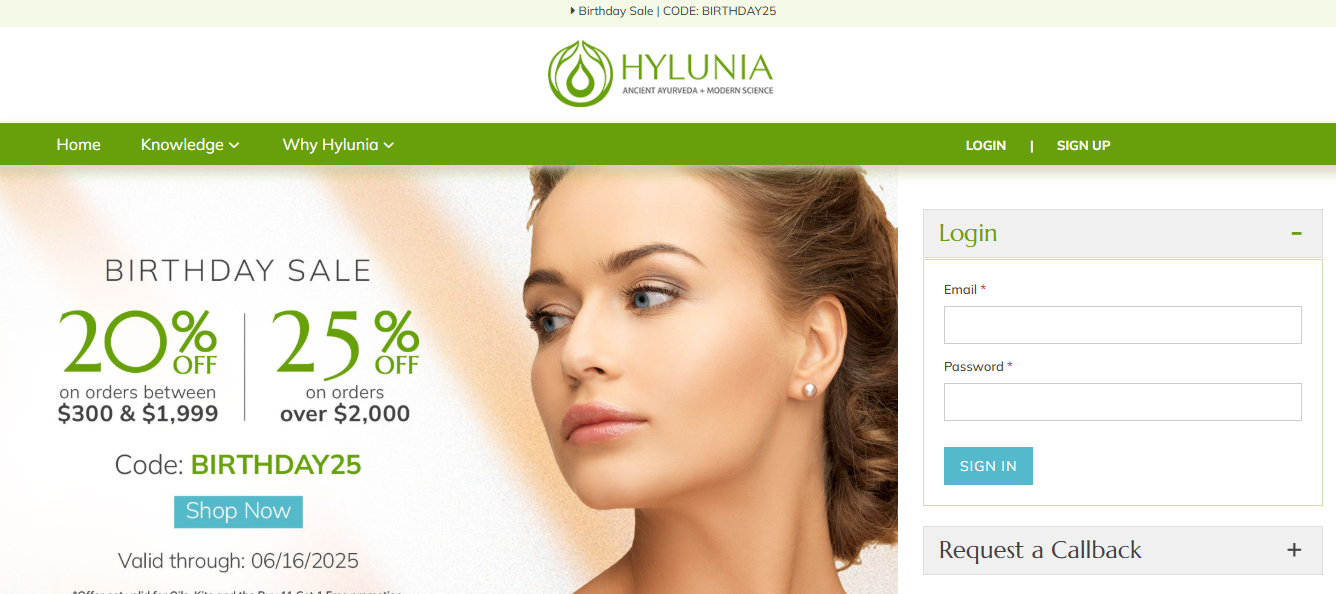 Birthday Sale | CODE: BIRTHDAY25
HYLUNIA
ANCIENT AYURVEDA + MODERN SCIENCE
Home Knowledge Why Hylunia LOGIN | SIGN UP
BIRTHDAY SALE
20% OFF
on orders between
$300 & $1,999
25% OFF
on orders
over $2,000
Code: BIRTHDAY25
Shop Now
Valid through: 06/16/2025
Login
Email *
Password *
SIGN IN
Request a Callback